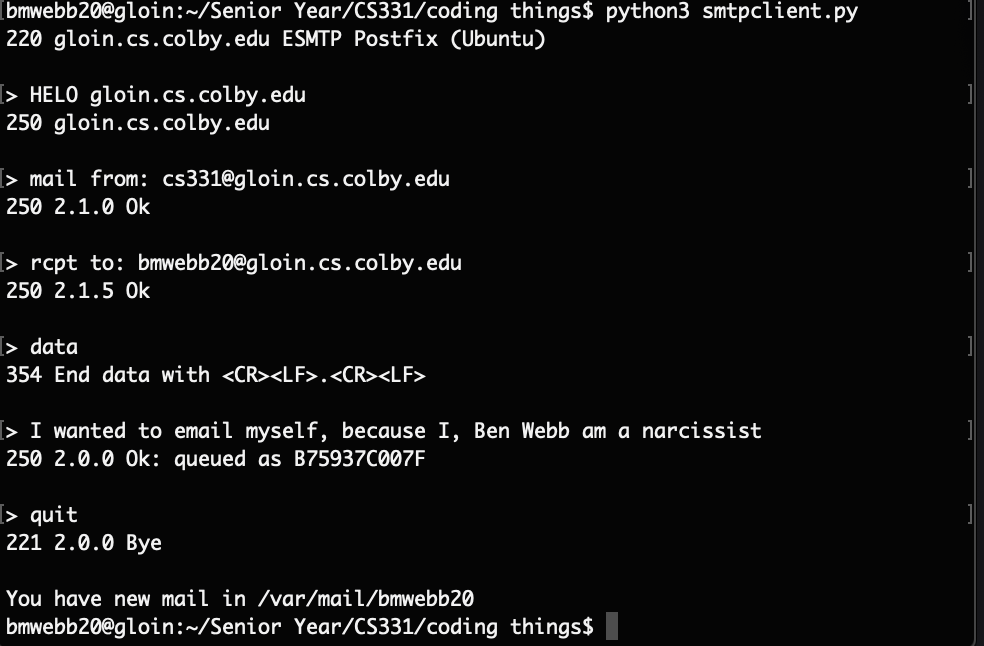 [bmwebb20@gloin:~/Senior Year/CS331/coding things$ python3 smtpclient.py ]
220 gloin.cs.colby.edu ESMTP Postfix (Ubuntu)
[> HELO gloin.cs.colby.edu ]
250 gloin.cs.colby.edu
[> mail from: cs331@gloin.cs.colby.edu ]
250 2.1.0 Ok
[> rcpt to: bmwebb20@gloin.cs.colby.edu ]
250 2.1.5 Ok
[> data ]
354 End data with <CR><LF>.<CR><LF>
[> I wanted to email myself, because I, Ben Webb am a narcissist ]
250 2.0.0 Ok: queued as B75937C007F
[> quit ]
221 2.0.0 Bye
You have new mail in /var/mail/bmwebb20
bmwebb20@gloin:~/Senior Year/CS331/coding things$